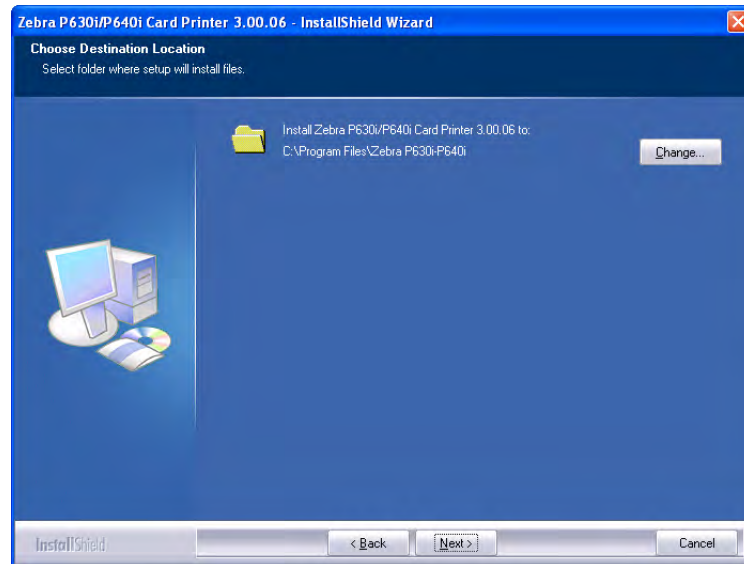 Zebra P630i/P640i Card Printer 3.00.06 - InstallShield Wizard
Choose Destination Location
Select folder where setup will install files.
Install Zebra P630i/P640i Card Printer 3.00.06 to:
C:\Program Files\Zebra P630i-P640i
Change...
InstallShield
< Back
Next >
Cancel